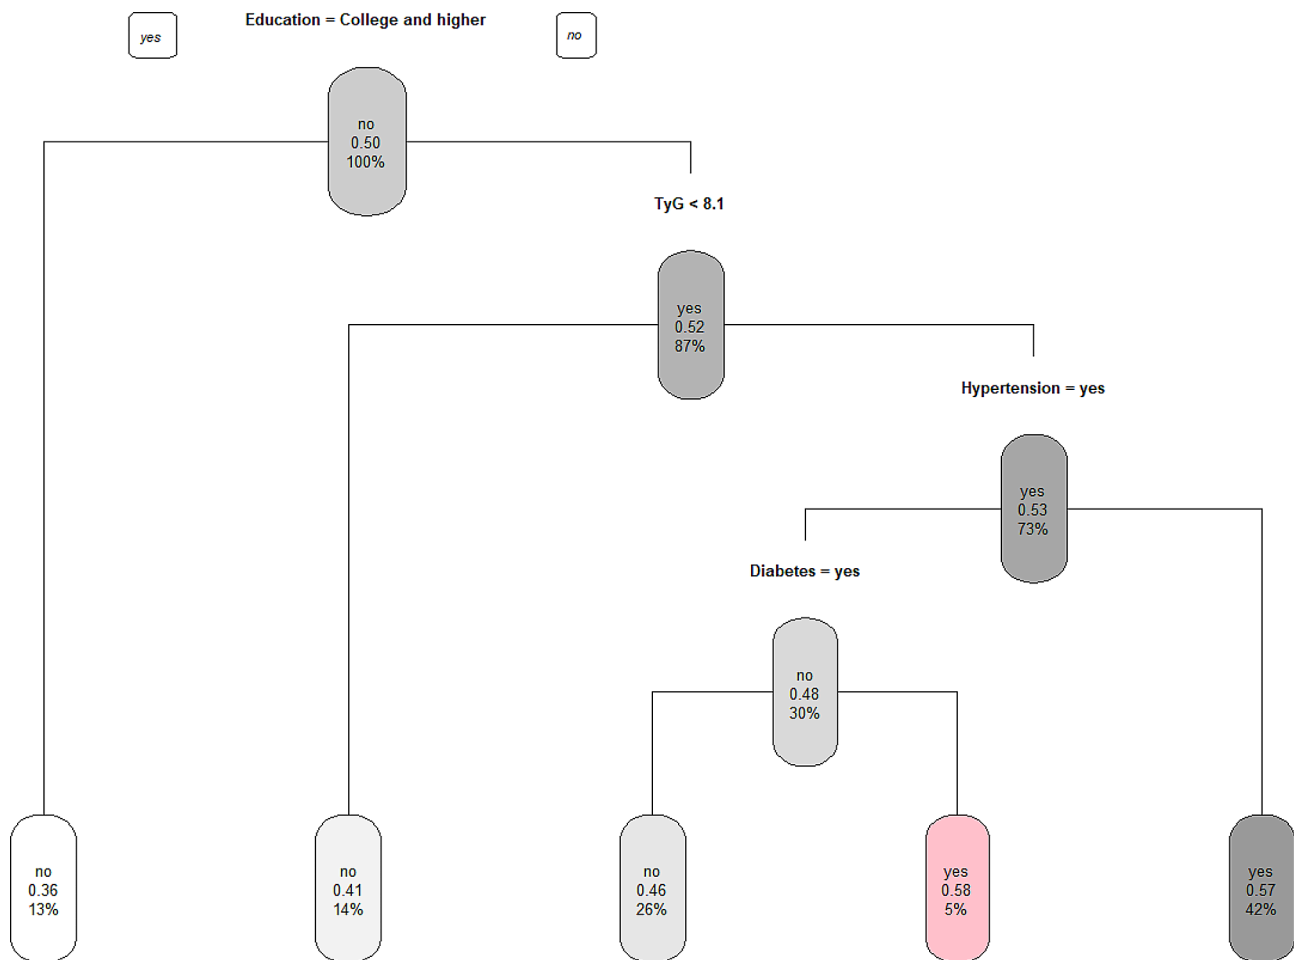 Education = College and higher
yes
no
no
0.50
100%
TyG < 8.1
yes
0.52
87%
Hypertension = yes
yes
0.53
73%
Diabetes = yes
no
0.48
30%
no
0.36
13%
no
0.41
14%
no
0.46
26%
yes
0.58
5%
yes
0.57
42%